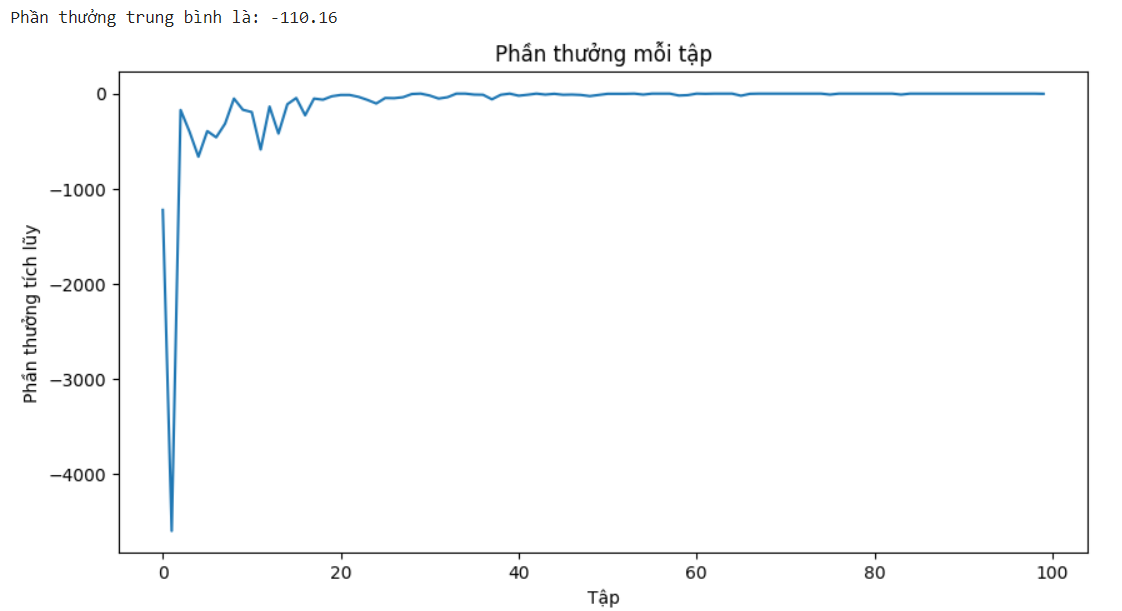 Phần thưởng trung bình là: -110.16
Phần thưởng mỗi tập
Phần thưởng tích lũy
0
−1000
−2000
−3000
−4000
0 20 40 60 80 100
Tập